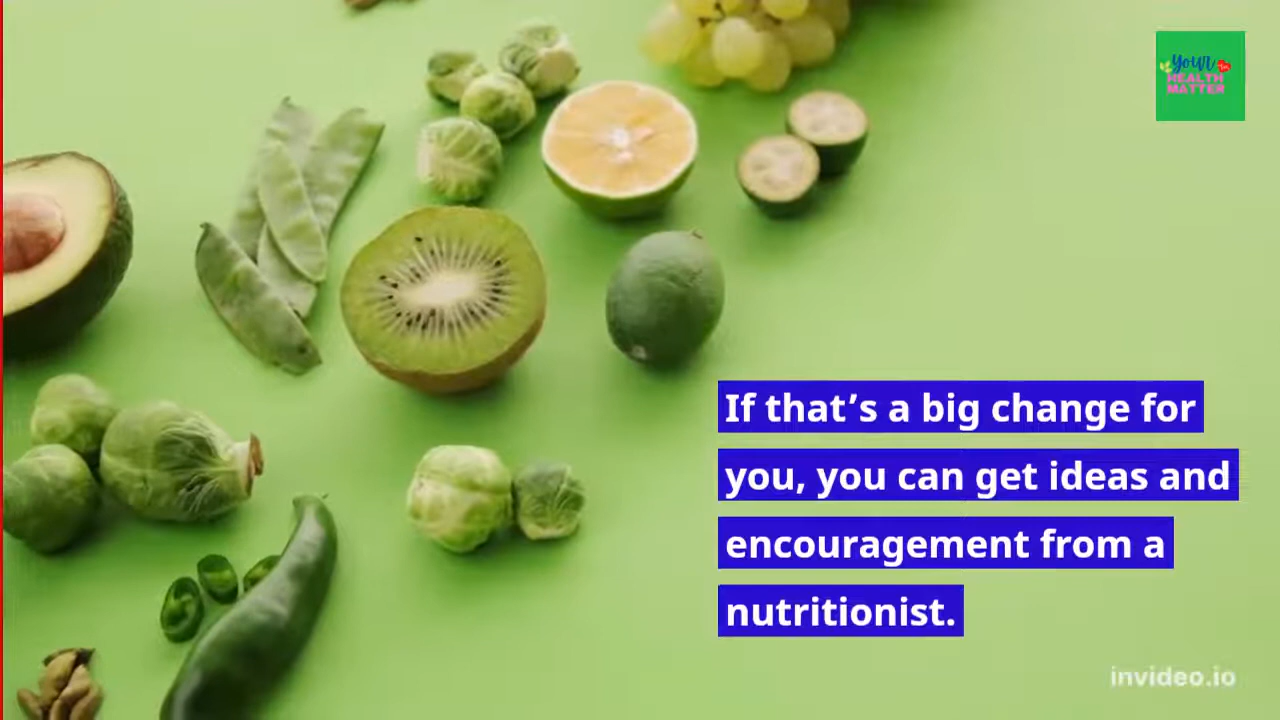 Your
HEALTH
MATTER
If that’s a big change for
you, you can get ideas and
encouragement from a
nutritionist.
invideo.io